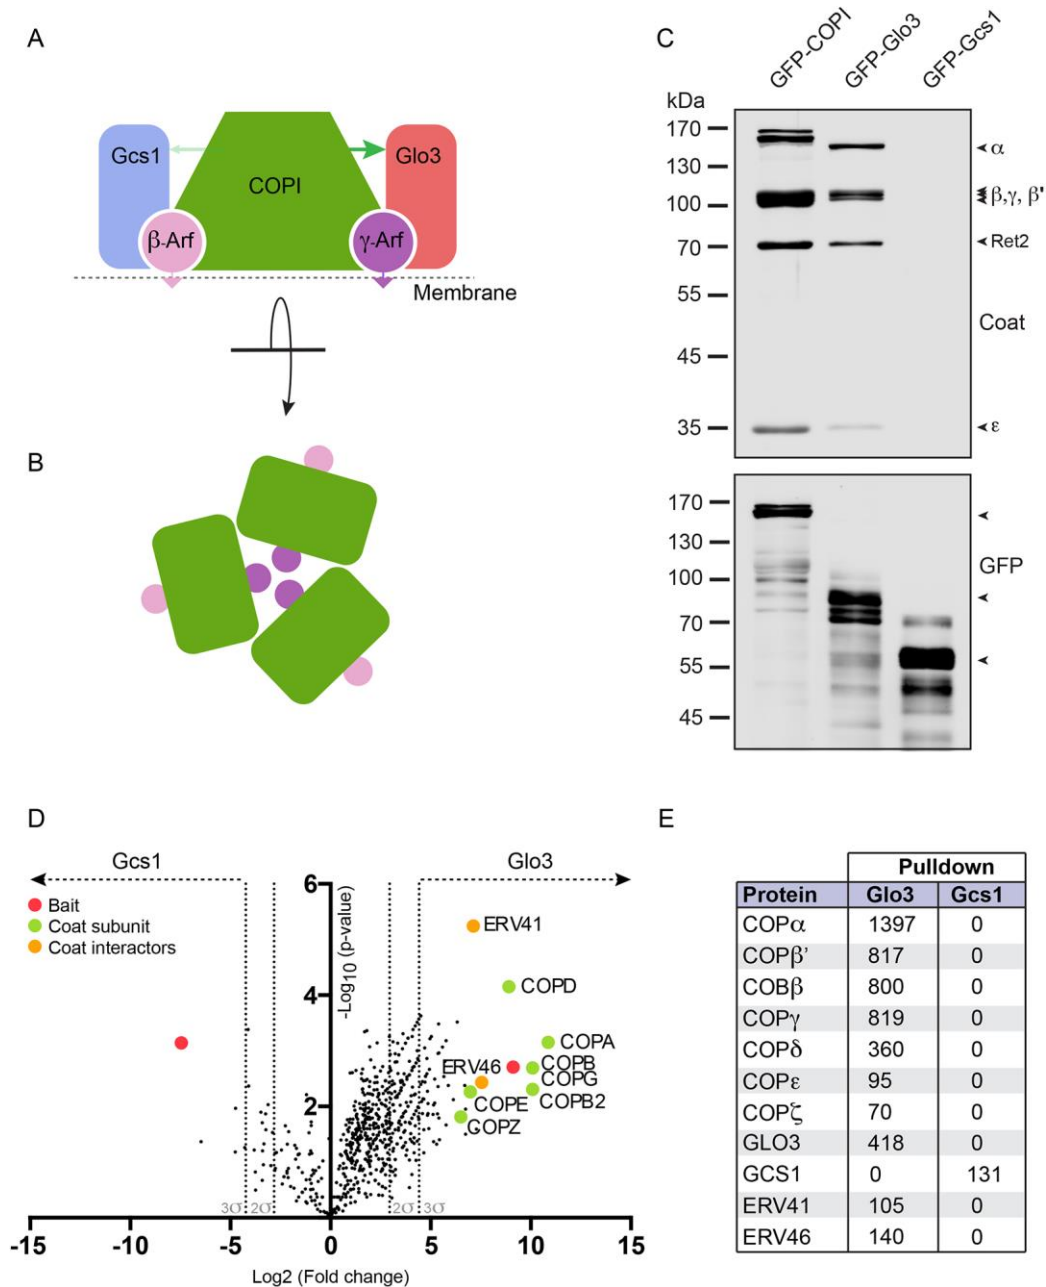 A
Gcs1
Glo3
COPI
β-Arf
γ-Arf
Membrane
B
C
GFP-COPI
GFP-Glo3
GFP-Gcs1
kDa
170
130
100
70
55
45
35
α
β,γ, β'
Ret2
Coat
ε
170
130
100
70
55
45
GFP
D
Gcs1
Glo3
Bait
Coat subunit
Coat interactors
6
4
2
-Log10 (p-value)
ERV41
COPD
COPA
COPB
ERV46
COPG
COPE
COPB2
COPZ
3σ 2σ 2σ 3σ
-15 -10 -5 0 5 10 15
Log2 (Fold change)
E
Pulldown
Protein Glo3 Gcs1
COPα 1397 0
COPβ' 817 0
COBβ 800 0
COPγ 819 0
COPδ 360 0
COPε 95 0
COPζ 70 0
GLO3 418 0
GCS1 0 131
ERV41 105 0
ERV46 140 0